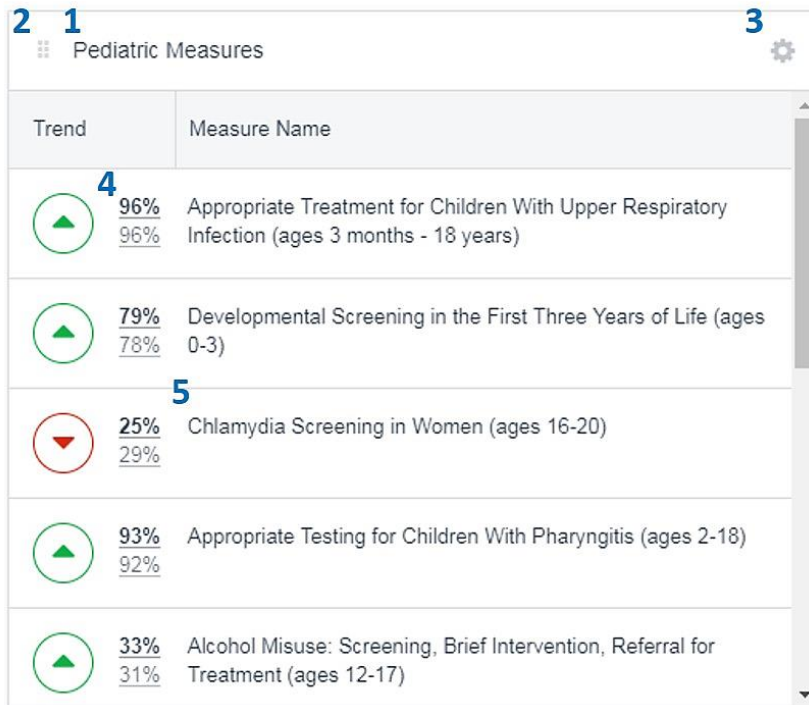 2 1 3
Pediatric Measures
Trend Measure Name
4
96% Appropriate Treatment for Children With Upper Respiratory
96% Infection (ages 3 months - 18 years)
79% Developmental Screening in the First Three Years of Life (ages
78% 0-3)
5
25% Chlamydia Screening in Women (ages 16-20)
29%
93% Appropriate Testing for Children With Pharyngitis (ages 2-18)
92%
33% Alcohol Misuse: Screening, Brief Intervention, Referral for
31% Treatment (ages 12-17)